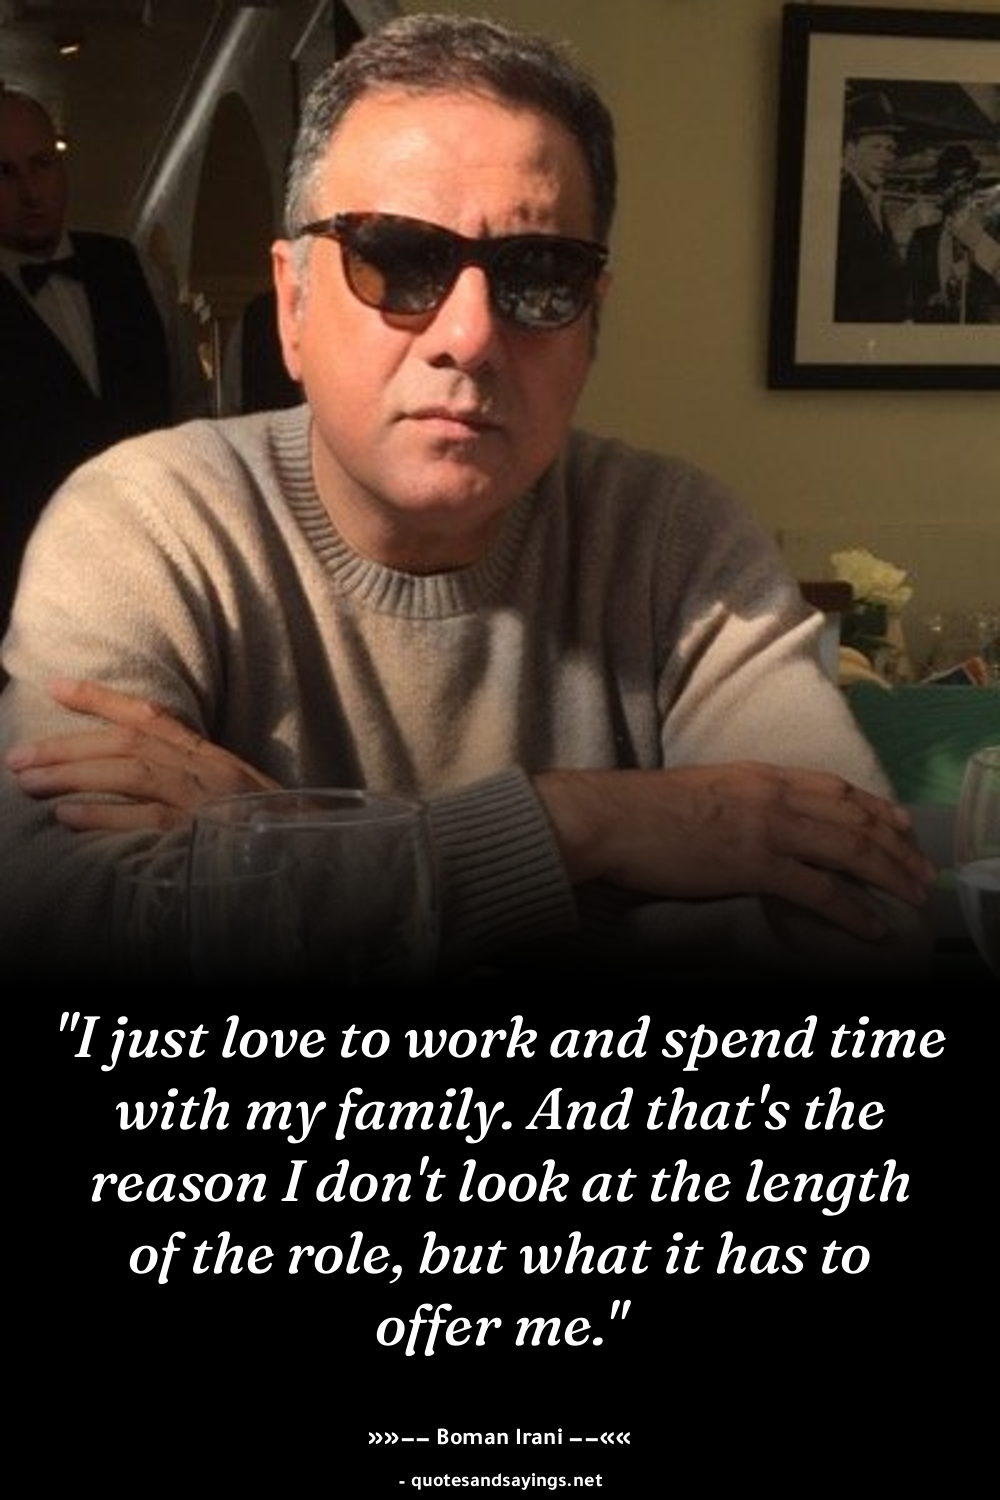 "I just love to work and spend time
with my family. And that's the
reason I don't look at the length
of the role, but what it has to
offer me."
»»−− Boman Irani −−««
- quotesandsayings.net